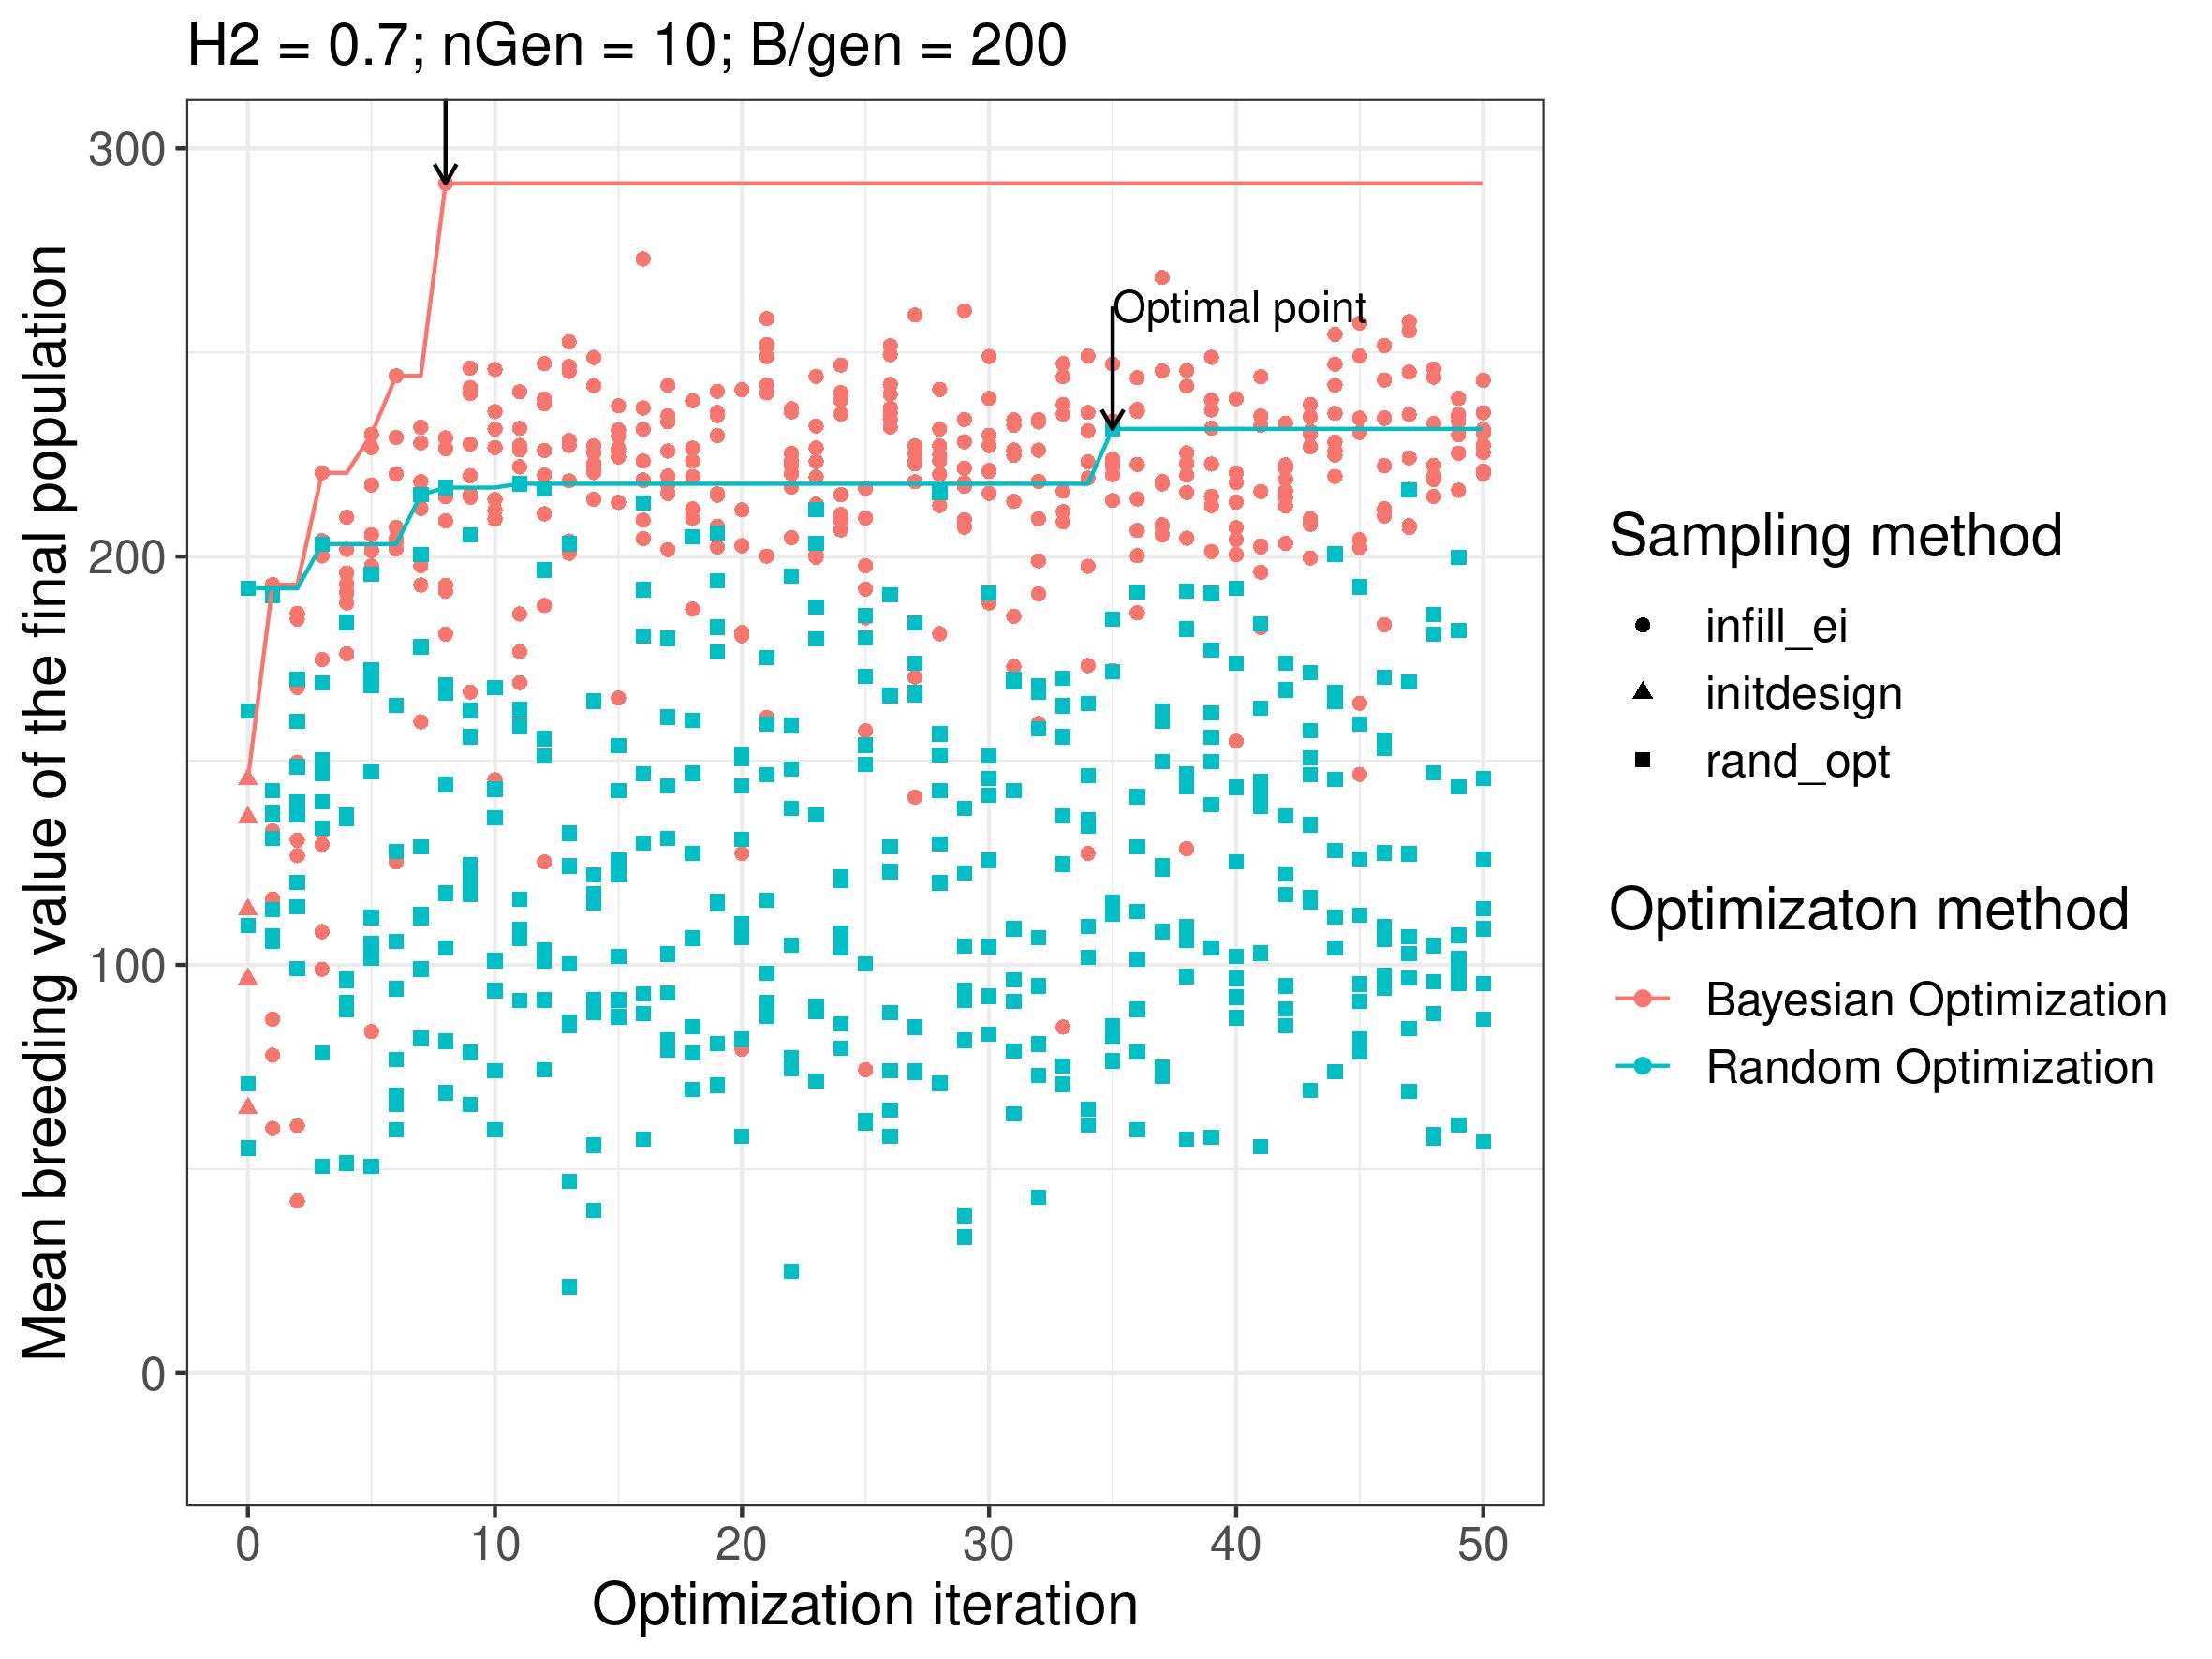 H2 = 0.7; nGen = 10; B/gen = 200
Mean breeding value of the final population
300
200
100
0
Optimal point
0
10
20
30
40
50
Optimization iteration
Sampling method
infill_ei
initdesign
rand_opt
Optimizaton method
Bayesian Optimization
Random Optimization